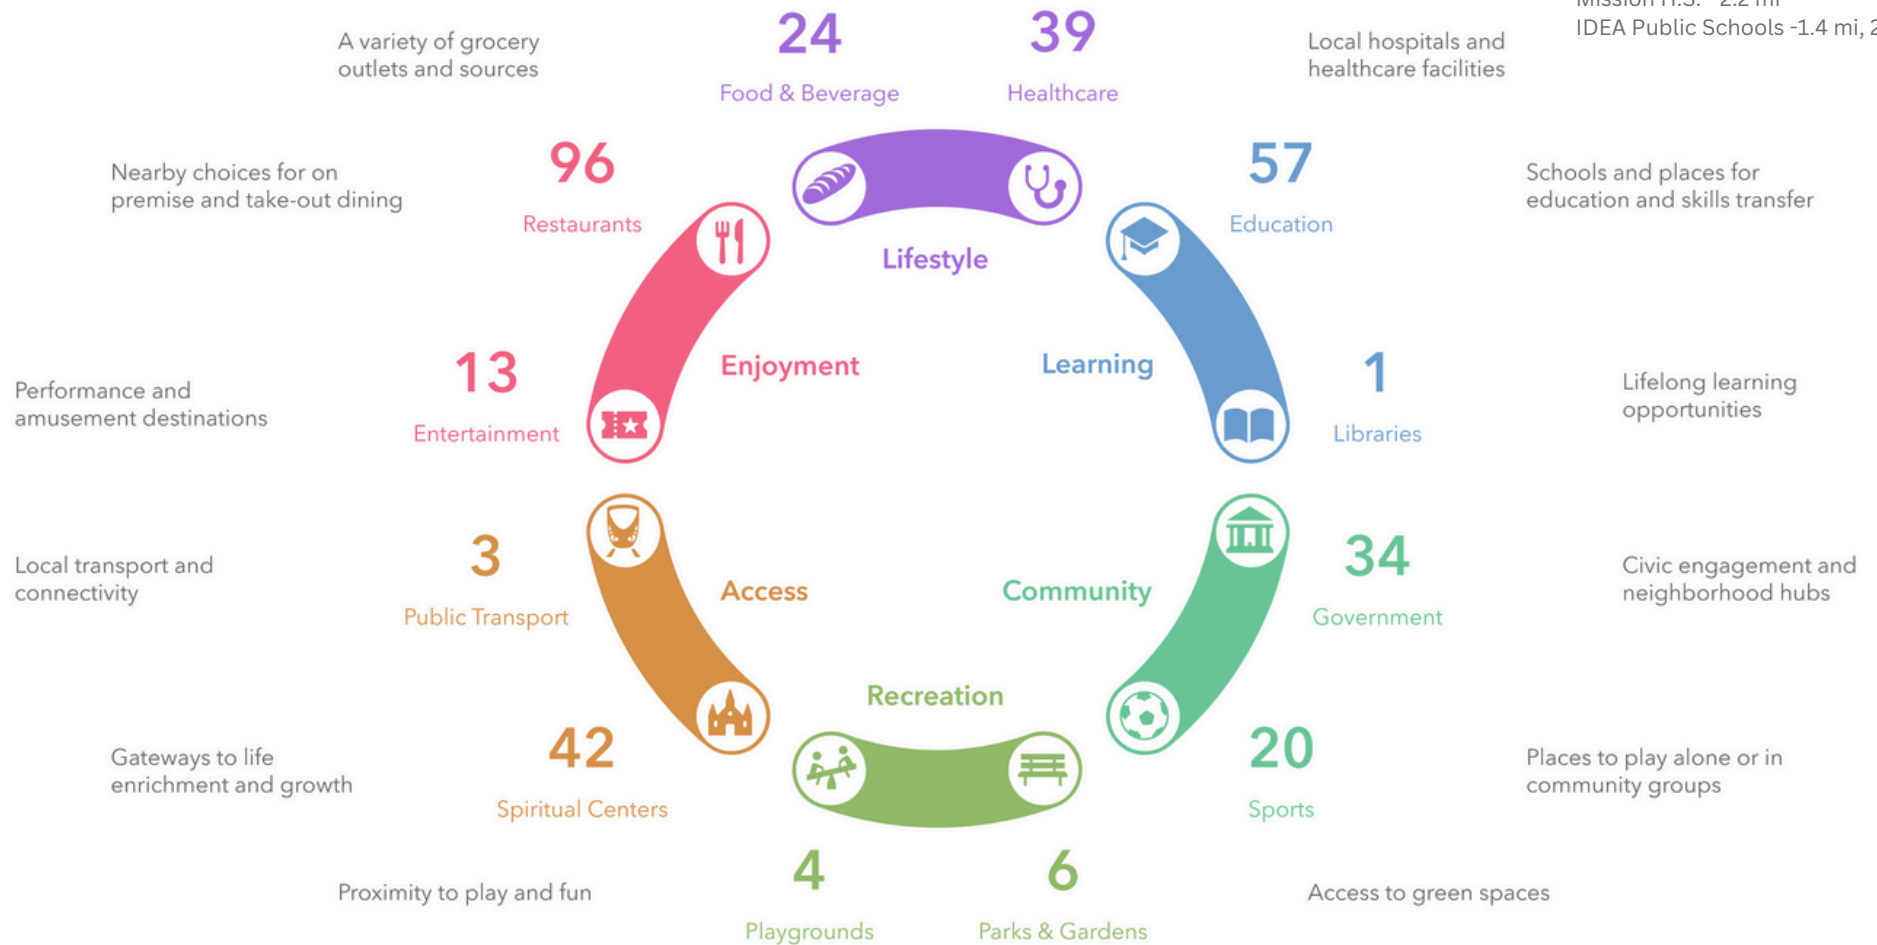 Mission H.S. - 2.2 mi
IDEA Public Schools -1.4 mi, 2
A variety of grocery
outlets and sources
24
Food & Beverage
39
Healthcare
Local hospitals and
healthcare facilities
Nearby choices for on
premise and take-out dining
96
Restaurants
Lifestyle
57
Education
Schools and places for
education and skills transfer
Performance and
amusement destinations
13
Entertainment
Enjoyment
Learning
1
Libraries
Lifelong learning
opportunities
Local transport and
connectivity
3
Public Transport
Access
Community
34
Government
Civic engagement and
neighborhood hubs
Gateways to life
enrichment and growth
42
Spiritual Centers
Recreation
20
Sports
Places to play alone or in
community groups
Proximity to play and fun
4
Playgrounds
6
Parks & Gardens
Access to green spaces